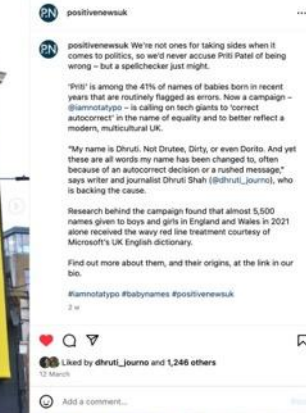 positivenewsuk
positivenewsuk We're not ones for taking sides when it
comes to politics, so we'd never accuse Priti Patel of being
wrong – but a spellchecker just might.
'Priti' is among the 41% of names of babies born in recent
years that are routinely flagged as errors. Now a campaign –
@iamnotatypo – is calling on tech giants to 'correct
autocorrect' in the name of equality and to better reflect a
modern, multicultural UK.
"My name is Dhruti. Not Drutee, Dirty, or even Dorito. And yet
these are all words my name has been changed to, often
because of an autocorrect decision or a rushed message,"
says writer and journalist Dhruti Shah (@dhruti_journo), who
is backing the cause.
Research behind the campaign found that almost 5,500
names given to boys and girls in England and Wales in 2021
alone received the wavy red line treatment courtesy of
Microsoft's UK English dictionary.
Find out more about them, and their origins, at the link in our
bio.
#iamnotatypo #babynames #positivenewsuk
2 w
Liked by dhruti_journo and 1,246 others
12 March
Add a comment...